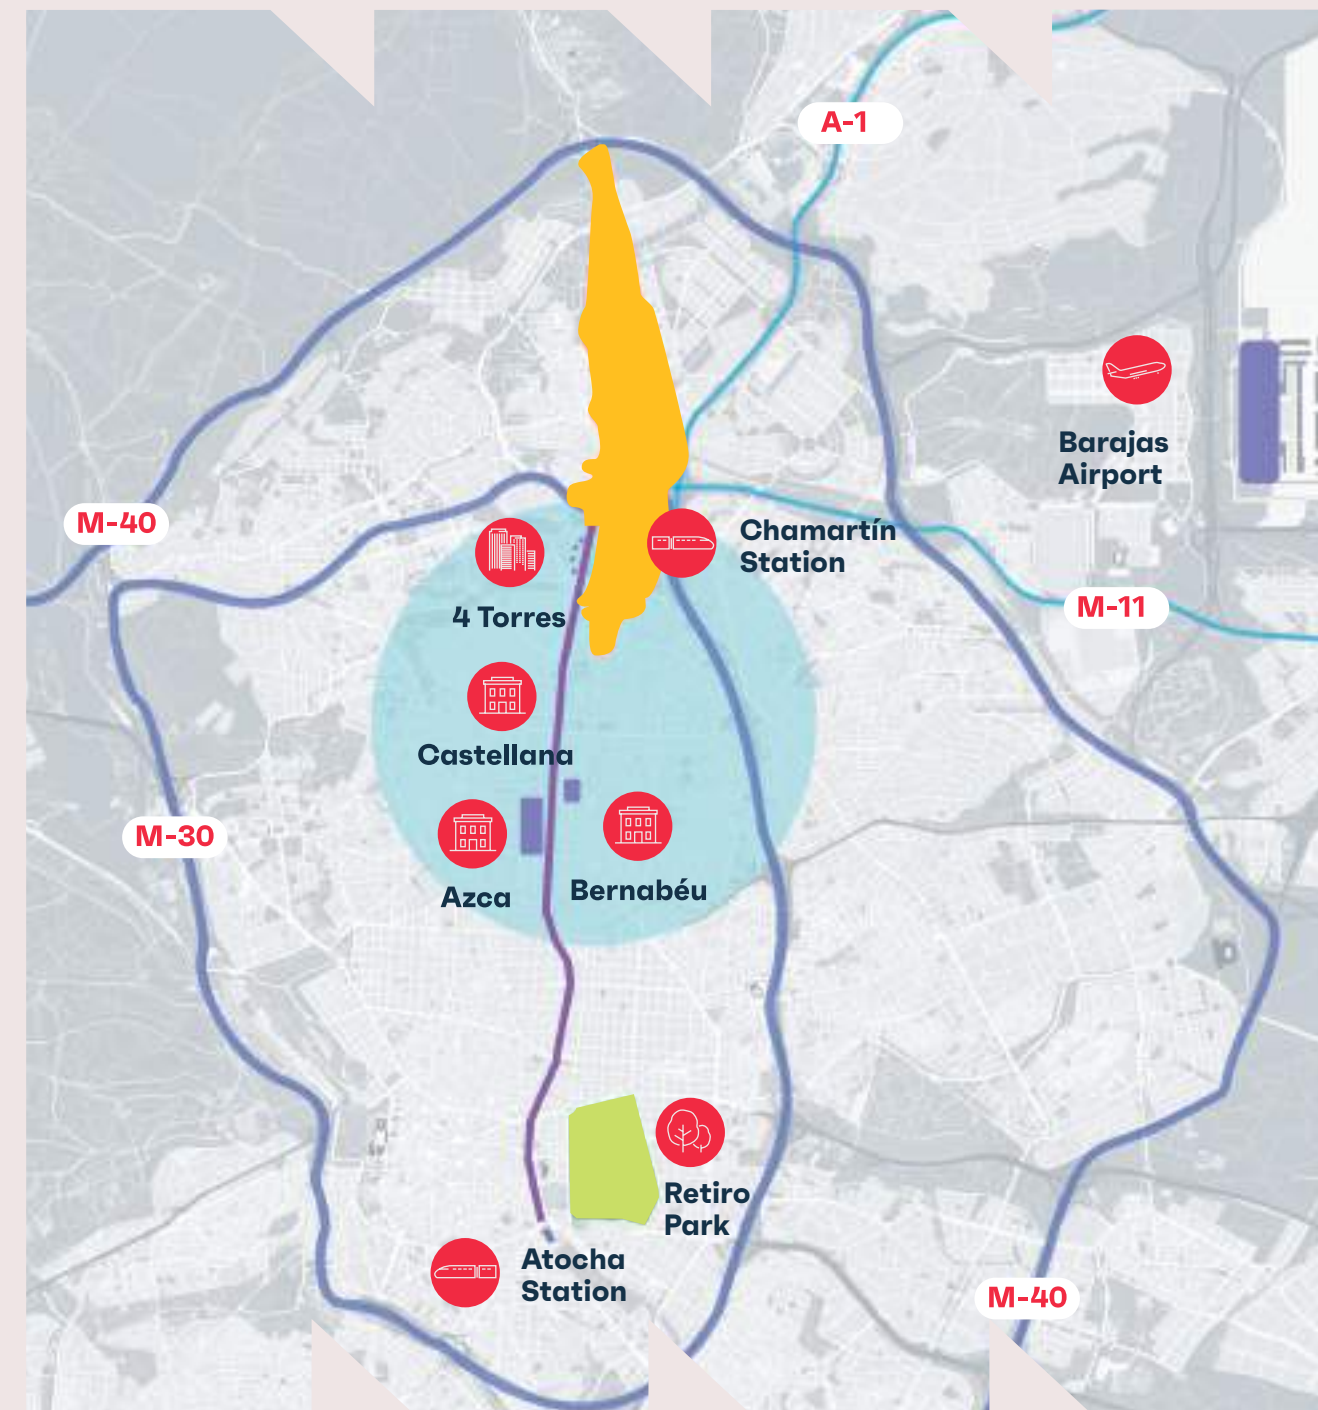 A-1
Barajas
Airport
M-40
Chamartín
Station
4 Torres
M-11
Castellana
M-30
Azca
Bernabéu
Retiro
Park
Atocha
Station
M-40